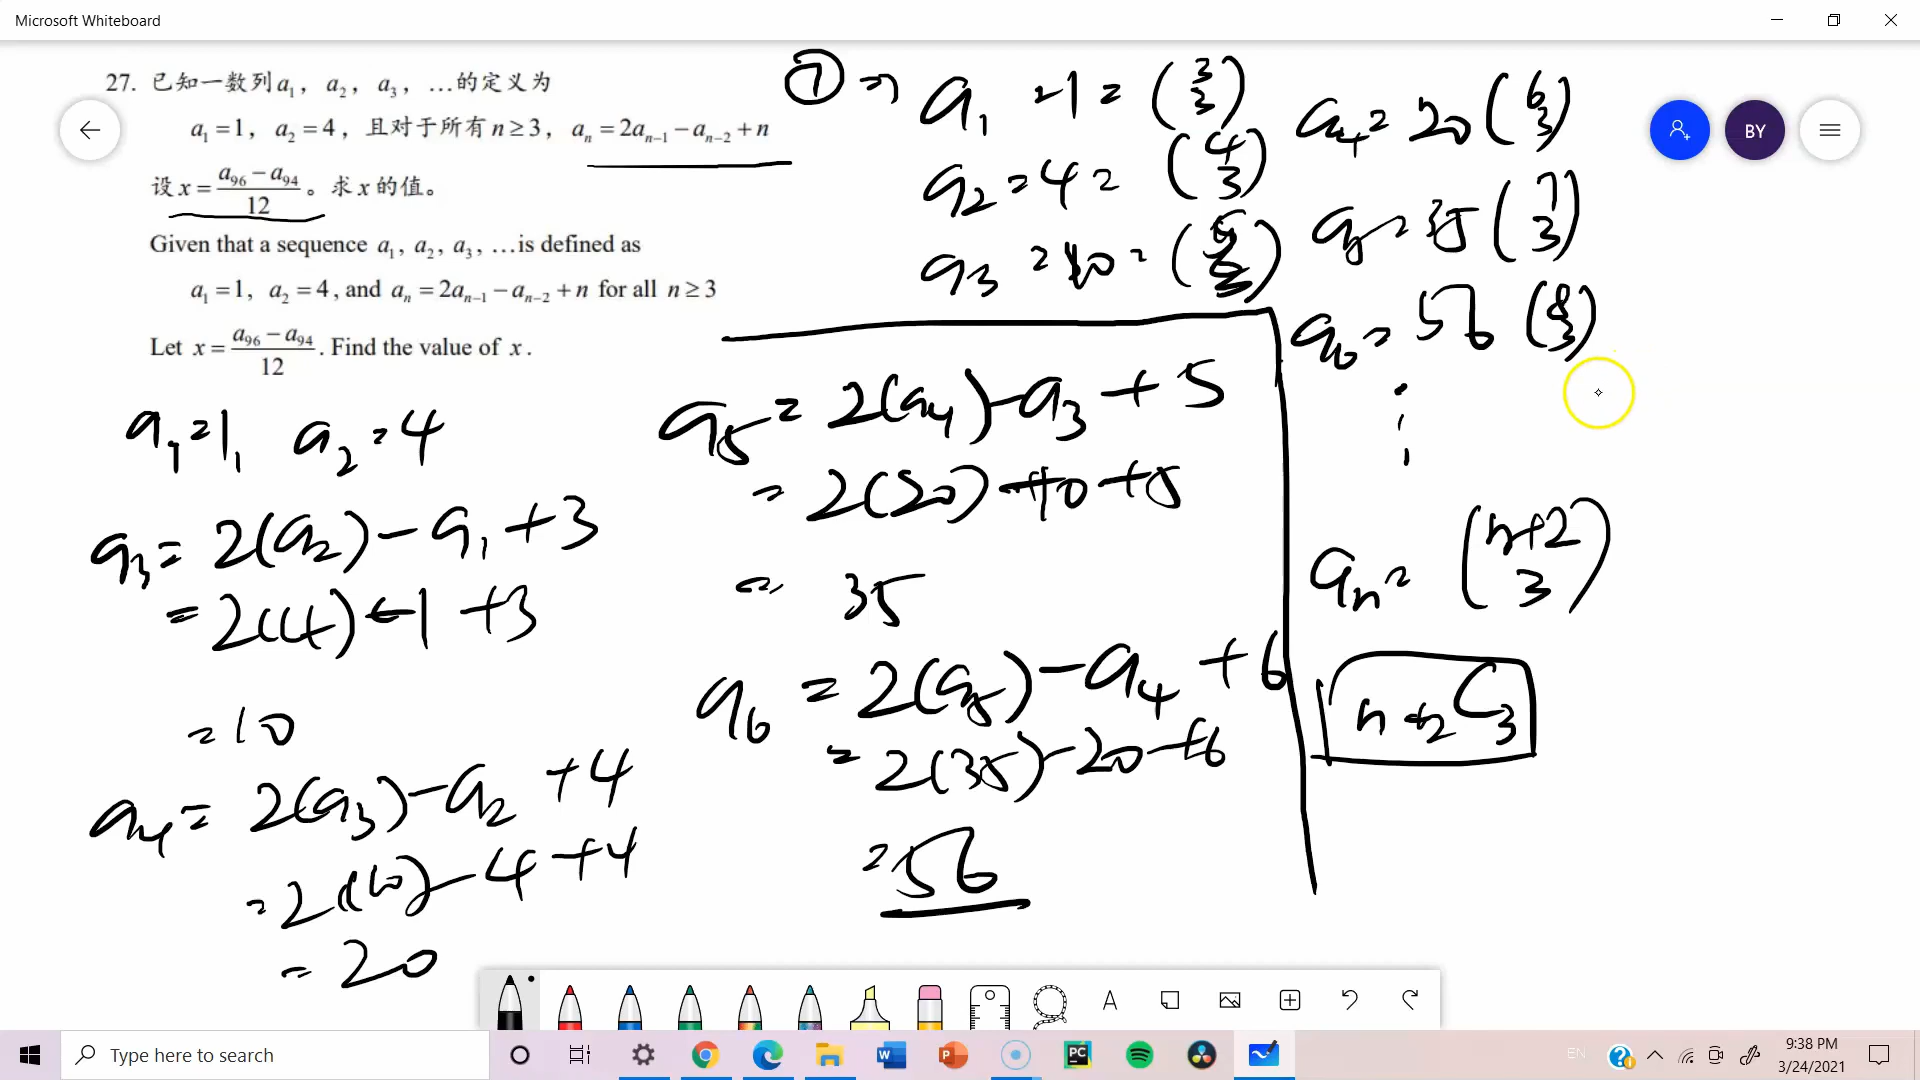 Microsoft Whiteboard
27. 已知一数列 a₁, a₂, a₃, …的定义为
a₁ = 1, a₂ = 4, 且对于所有 n ≥ 3, aₙ = 2aₙ₋₁ − aₙ₋₂ + n
设 x = (a₉₆ − a₉₄)/12 。求 x 的值。
Given that a sequence a₁, a₂, a₃, …is defined as
a₁ = 1, a₂ = 4, and aₙ = 2aₙ₋₁ − aₙ₋₂ + n for all n ≥ 3
Let x = (a₉₆ − a₉₄)/12 . Find the value of x .
a₁ = 1, a₂ = 4
a₃ = 2(a₂) − a₁ + 3
= 2(4) − 1 + 3
= 10
a₄ = 2(a₃) − a₂ + 4
= 2(10) − 4 + 4
= 20
a₅ = 2(a₄) − a₃ + 5
= 2(20) − 10 + 5
= 35
a₆ = 2(a₅) − a₄ + 6
= 2(35) − 20 + 6
= 56
① ⇒ a₁ = 1 = (3 3)
a₂ = 4 = (4 3)
a₃ = 10 = (5 3)
a₄ = 20 (6 3)
a₅ = 35 (7 3)
a₆ = 56 (8 3)
⋮
aₙ = (n+2 3)
n+2 C₃
BY
A
Type here to search
W
P
PC
EN
9:38 PM
3/24/2021